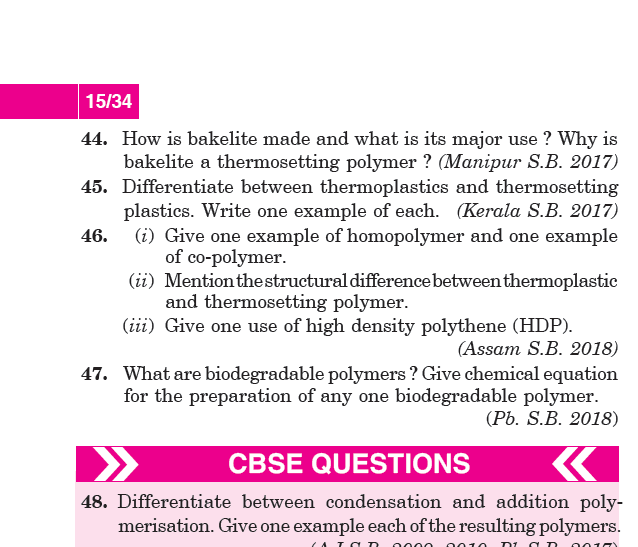 15/34
44. How is bakelite made and what is its major use ? Why is
bakelite a thermosetting polymer ? (Manipur S.B. 2017)
45. Differentiate between thermoplastics and thermosetting
plastics. Write one example of each. (Kerala S.B. 2017)
46. (i) Give one example of homopolymer and one example
of co-polymer.
(ii) Mention the structural difference between thermoplastic
and thermosetting polymer.
(iii) Give one use of high density polythene (HDP).
(Assam S.B. 2018)
47. What are biodegradable polymers ? Give chemical equation
for the preparation of any one biodegradable polymer.
(Pb. S.B. 2018)
CBSE QUESTIONS
48. Differentiate between condensation and addition poly-
merisation. Give one example each of the resulting polymers.